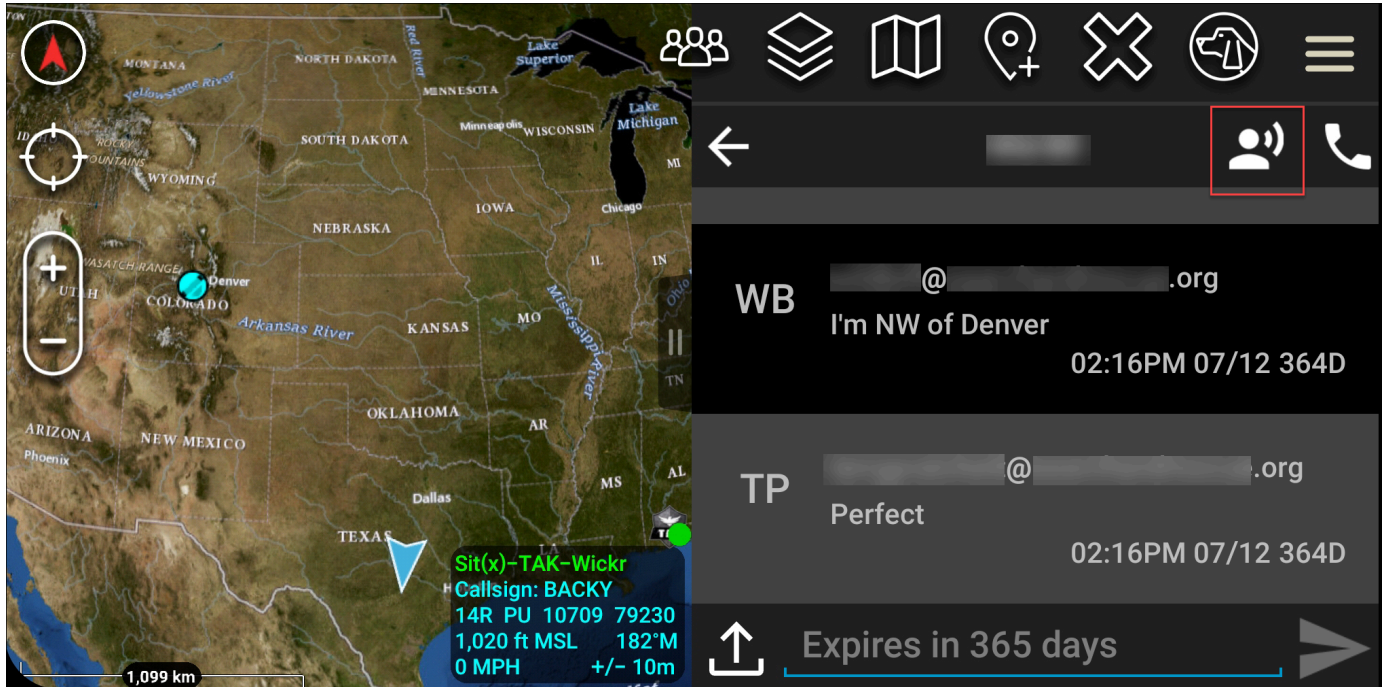 MONTANA
Yellowstone River
NORTH DAKOTA
Red River
Lake
Superior
MINNESOTA
Minneapolis
WISCONSIN
Lake
Michigan
MI
ROCKY
MOUNTAINS
SOUTH DAKOTA
WYOMING
IOWA
Chicago
NEBRASKA
IL
IN
Ohio
WASATCH RANGE
Denver
UTAH
COLORADO
Arkansas River
KANSAS
MO
Mississippi River
TN
OKLAHOMA
AR
ARIZONA
NEW MEXICO
Phoenix
MS
AL
Dallas
TEXAS
LA
Sit(x)-TAK-Wickr
Callsign: BACKY
14R PU 10709 79230
1,020 ft MSL 182°M
0 MPH +/- 10m
1,099 km
WB
@ .org
I'm NW of Denver
02:16PM 07/12 364D
TP
@ .org
Perfect
02:16PM 07/12 364D
Expires in 365 days